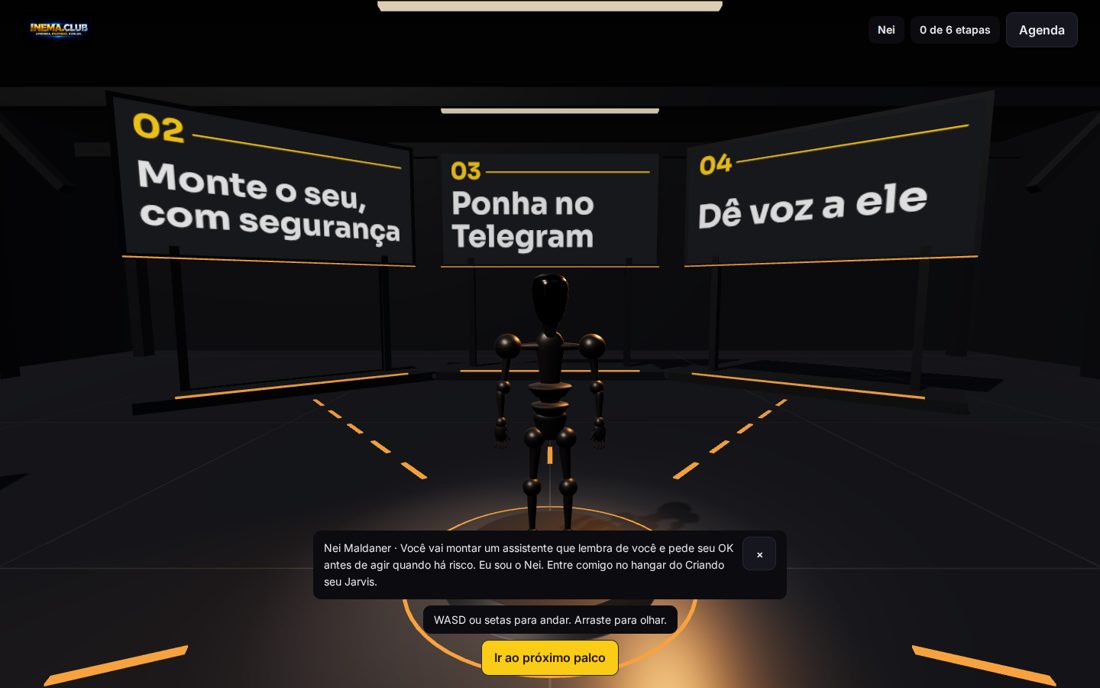 INEMA.CLUB
Nei
0 de 6 etapas
Agenda
02
Monte o seu,
com segurança
03
Ponha no
Telegram
04
Dê voz a ele
Nei Maldaner · Você vai montar um assistente que lembra de você e pede seu OK
antes de agir quando há risco. Eu sou o Nei. Entre comigo no hangar do Criando
seu Jarvis.
×
WASD ou setas para andar. Arraste para olhar.
Ir ao próximo palco